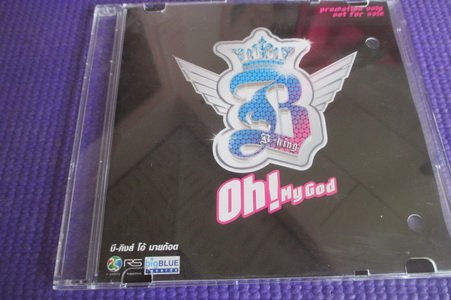 promotion only
not for sale
B
B-king
Oh! My God
บี-คิงส์ โอ้ มายก๊อด
RS
bigBLUE